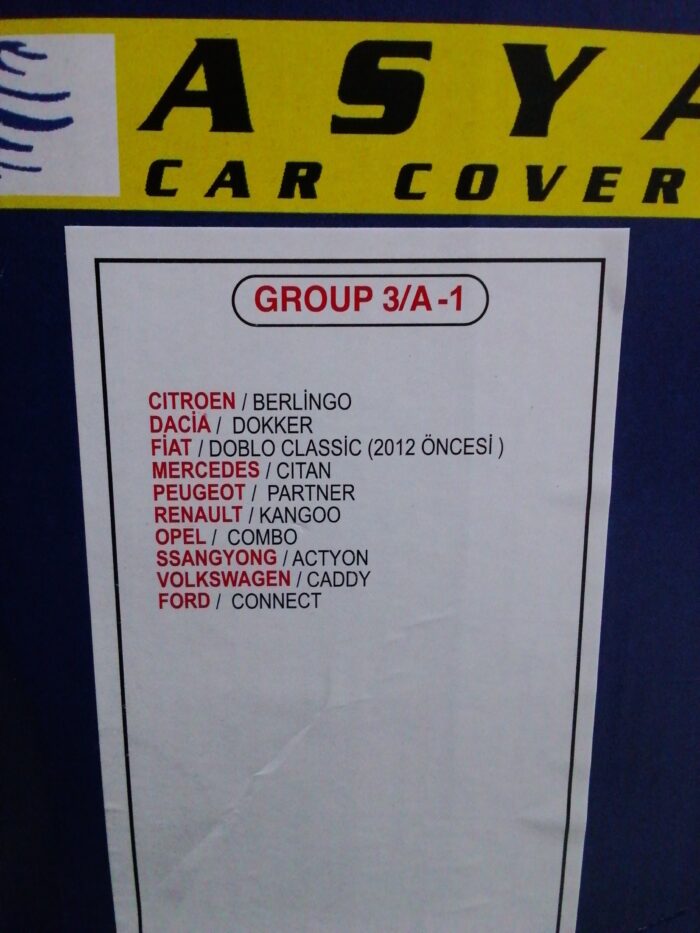 ASYA
CAR COVER
GROUP 3/A-1
CITROEN / BERLİNGO
DACİA / DOKKER
FİAT / DOBLO CLASSİC (2012 ÖNCESİ )
MERCEDES / CITAN
PEUGEOT / PARTNER
RENAULT / KANGOO
OPEL / COMBO
SSANGYONG / ACTYON
VOLKSWAGEN / CADDY
FORD / CONNECT